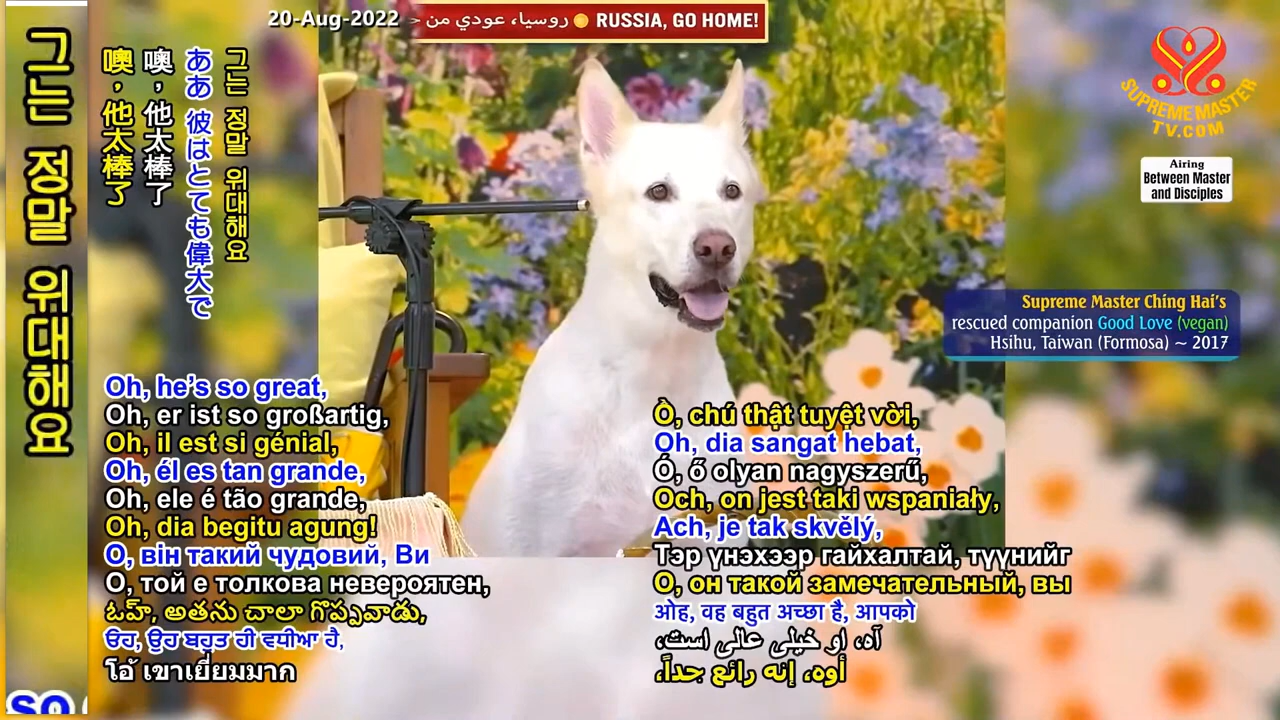 20-Aug-2022
روسيا، عودي من
RUSSIA, GO HOME!
SUPREME MASTER
TV.COM
Airing
Between Master
and Disciples
Supreme Master Ching Hai's
rescued companion Good Love (vegan)
Hsihu, Taiwan (Formosa) ~ 2017
그는 정말 위대해요
噢，他太棒了
噢，他太棒了
ああ 彼はとても偉大で
그는 정말 위대해요
Oh, he's so great,
Oh, er ist so großartig,
Oh, il est si génial,
Oh, él es tan grande,
Oh, ele é tão grande,
Oh, dia begitu agung!
О, він такий чудовий, Ви
О, той е толкова невероятен,
ఓహ్, అతను చాలా గొప్పవాడు,
ਓਹ, ਉਹ ਬਹੁਤ ਹੀ ਵਧੀਆ ਹੈ,
โอ้ เขาเยี่ยมมาก
Ồ, chú thật tuyệt vời,
Oh, dia sangat hebat,
Ó, ő olyan nagyszerű,
Och, on jest taki wspaniały,
Ach, je tak skvělý,
Тэр үнэхээр гайхалтай, түүнийг
О, он такой замечательный, вы
ओह, वह बहुत अच्छा है, आपको
آه، او خیلی عالی است،
أوه، إنه رائع جداً،
so